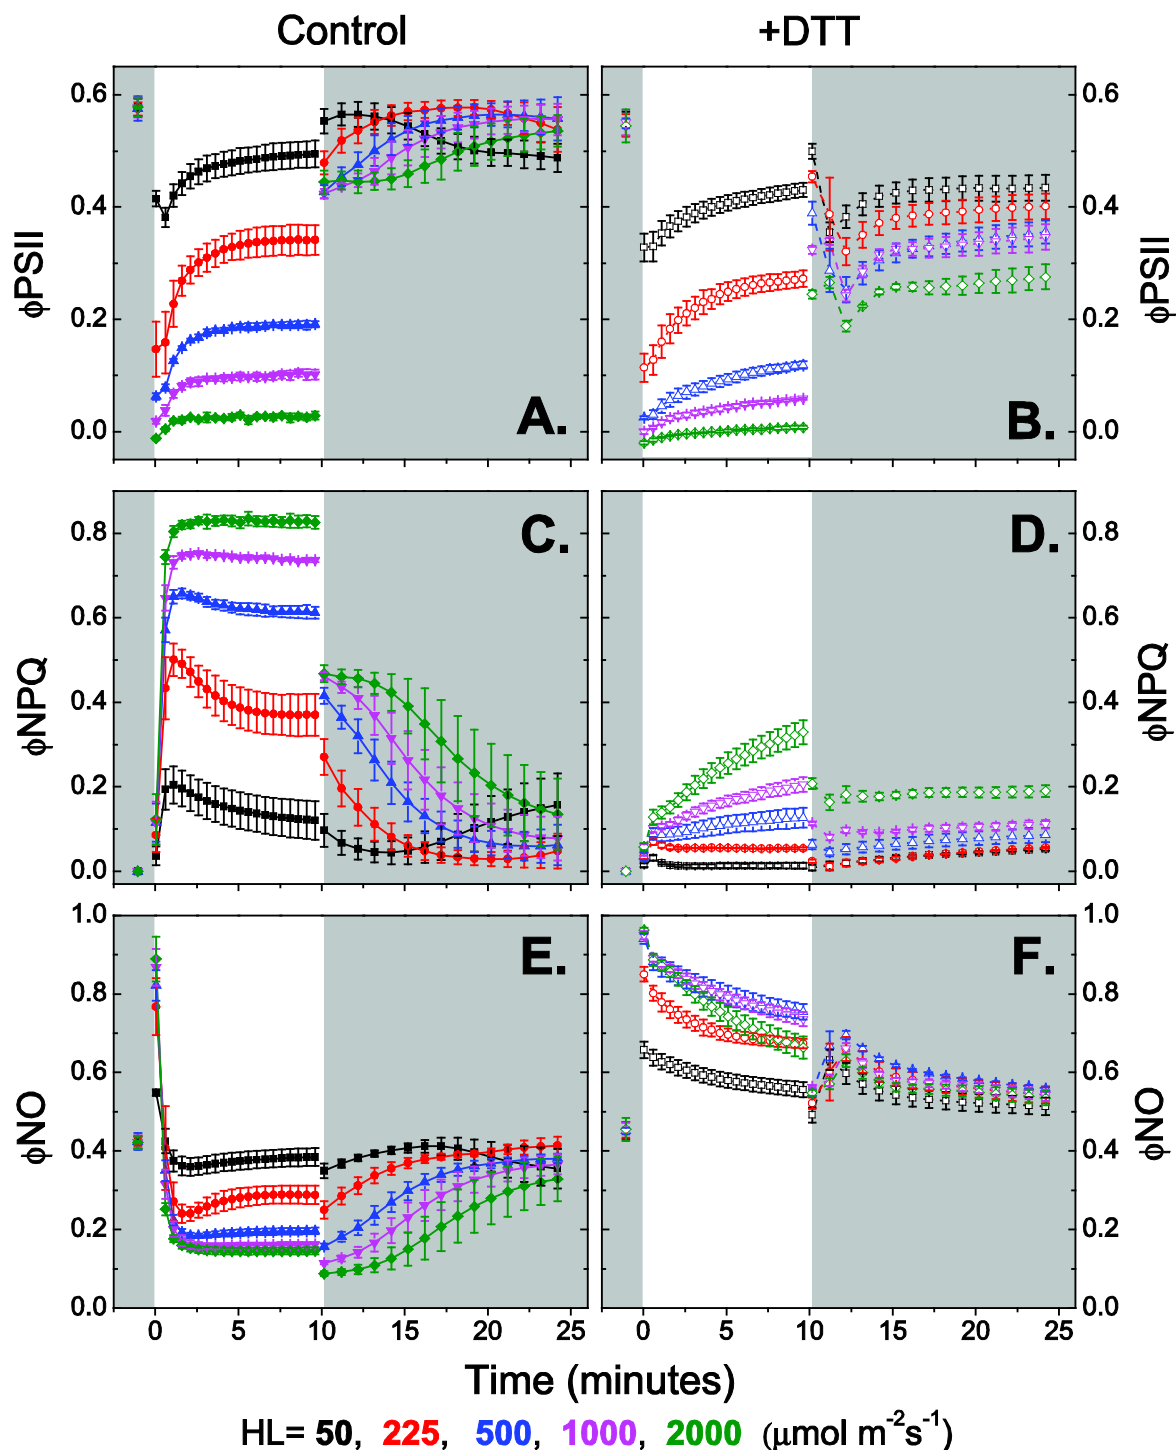 Control +DTT
0.6 0.6
0.4 0.4
0.2 0.2
0.0 0.0
ϕPSII ϕPSII
A. B.
0.8 0.8
0.6 0.6
0.4 0.4
0.2 0.2
0.0 0.0
ϕNPQ ϕNPQ
C. D.
1.0 1.0
0.8 0.8
0.6 0.6
0.4 0.4
0.2 0.2
0.0 0.0
ϕNO ϕNO
E. F.
0 5 10 15 20 25 0 5 10 15 20 25
Time (minutes)
HL= 50, 225, 500, 1000, 2000 (μmol m⁻²s⁻¹)